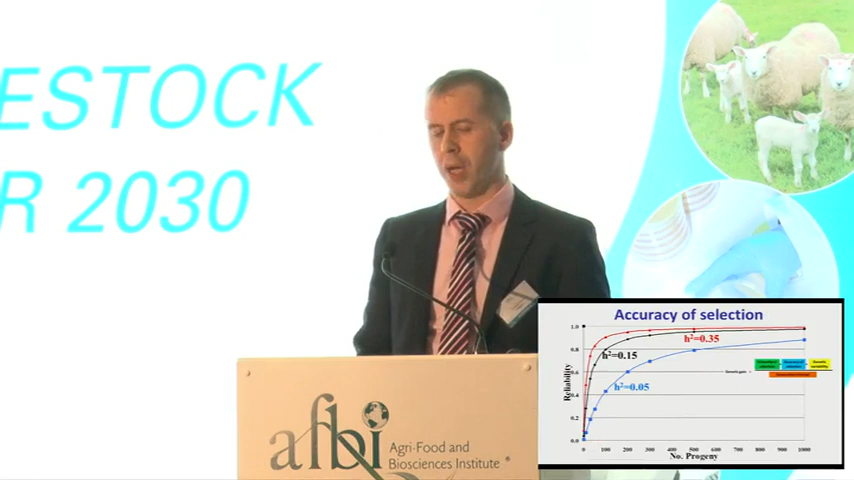 ESTOCK
R 2030
afbi
Agri-Food and
Biosciences Institute
Accuracy of selection
Reliability
1.0
0.8
0.6
0.4
0.2
0.0
h²=0.35
h²=0.15
h²=0.05
0
100
200
300
400
500
600
700
800
900
1000
No. Progeny
Genetic gain =